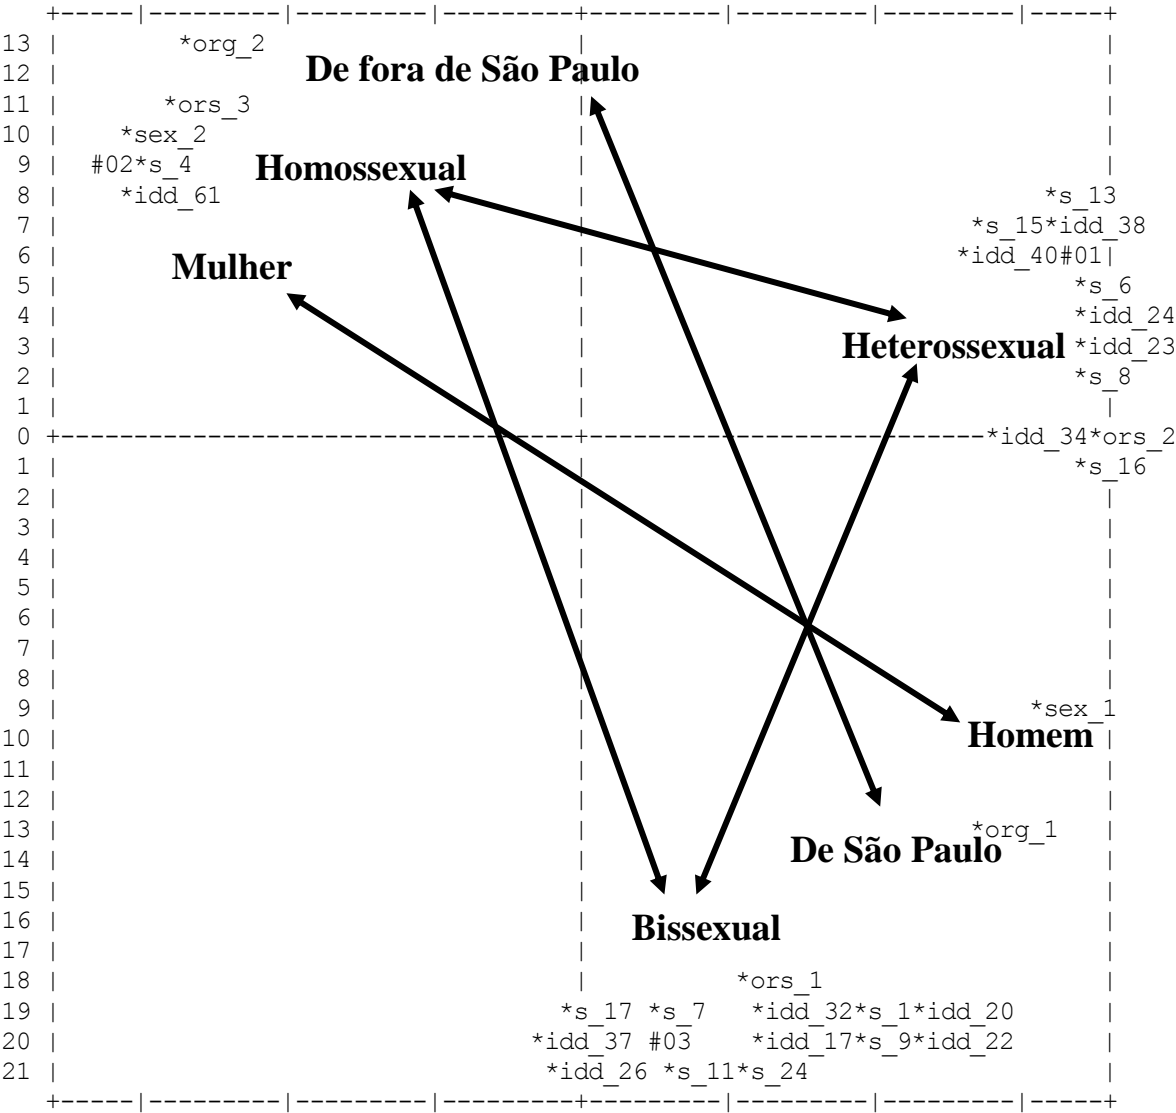 +-----|---------|---------|---------+---------|---------|---------|-----+
13 | *org_2 | |
12 | De fora de São Paulo |
11 | *ors_3 | |
10 | *sex_2 | |
9 | #02*s_4 Homossexual | |
8 | *idd_61 | *s_13
7 | | *s_15*idd_38
6 | Mulher | *idd_40#01|
5 | | *s_6
4 | | *idd_24
3 | | Heterossexual *idd_23
2 | | *s_8
1 | | |
0 +-----------------------------------+---------------------------*idd_34*ors_2
1 | | *s_16
2 | | |
3 | | |
4 | | |
5 | | |
6 | | |
7 | | |
8 | | |
9 | | *sex_1
10 | | Homem |
11 | | |
12 | | |
13 | | *org_1 |
14 | | De São Paulo |
15 | | |
16 | | Bissexual |
17 | | |
18 | | *ors_1 |
19 | *s_17 *s_7 *idd_32*s_1*idd_20 |
20 | *idd_37 #03 *idd_17*s_9*idd_22 |
21 | *idd_26 *s_11*s_24 |
+-----|---------|---------|---------+---------|---------|---------|-----+